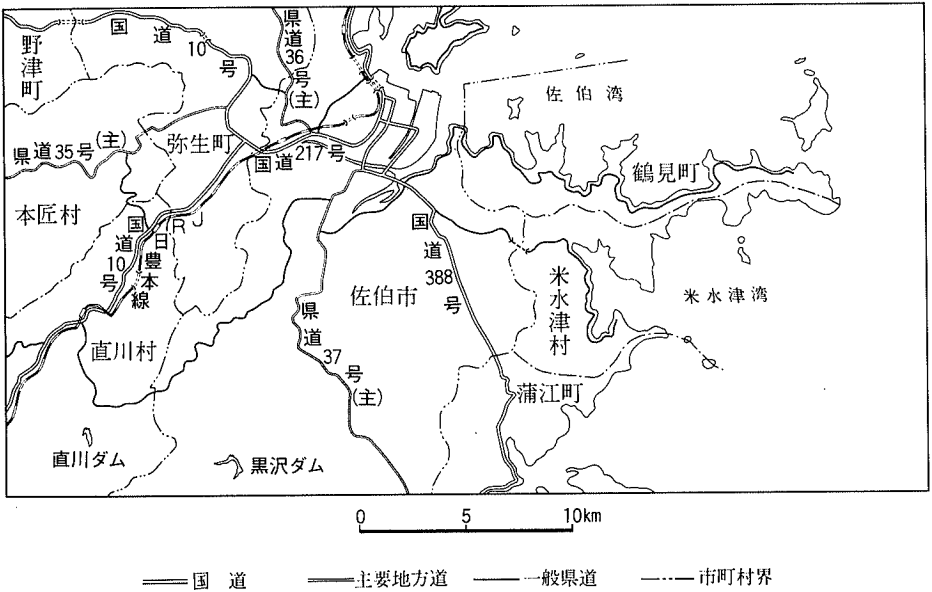 野津町
国道10号
県道36号(主)
佐伯湾
県道35号(主)
弥生町
国道217号
鶴見町
本匠村
国道10号
JR日豊本線
国道388号
佐伯市
米水津村
米水津湾
県道37号(主)
直川村
蒲江町
直川ダム
黒沢ダム
0 5 10km
国道 主要地方道 一般県道 市町村界